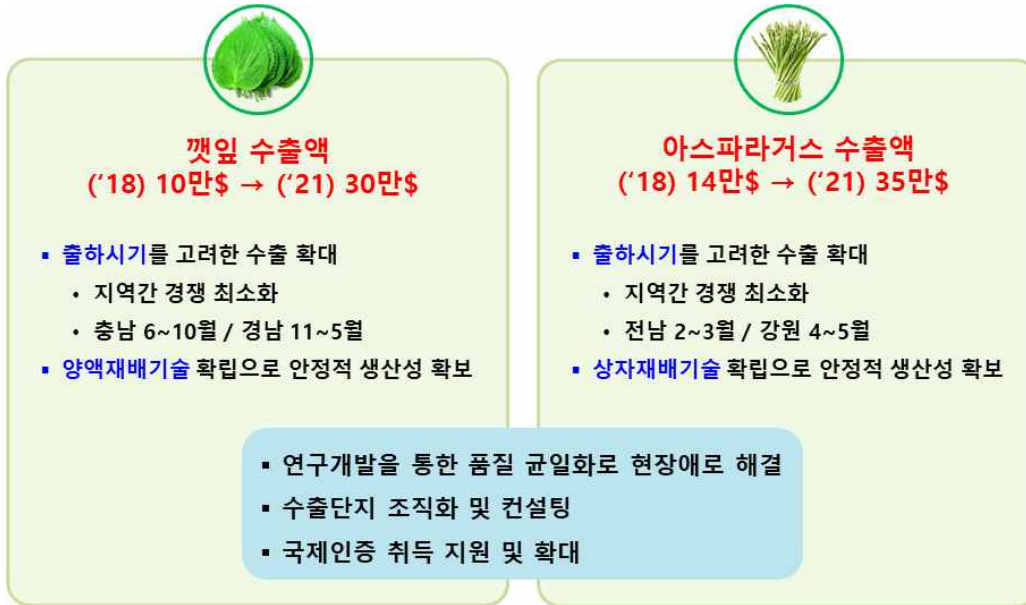 깻잎 수출액
(‘18) 10만$ → (‘21) 30만$
▪ 출하시기를 고려한 수출 확대
• 지역간 경쟁 최소화
• 충남 6~10월 / 경남 11~5월
▪ 양액재배기술 확립으로 안정적 생산성 확보
아스파라거스 수출액
(‘18) 14만$ → (‘21) 35만$
▪ 출하시기를 고려한 수출 확대
• 지역간 경쟁 최소화
• 전남 2~3월 / 강원 4~5월
▪ 상자재배기술 확립으로 안정적 생산성 확보
▪ 연구개발을 통한 품질 균일화로 현장애로 해결
▪ 수출단지 조직화 및 컨설팅
▪ 국제인증 취득 지원 및 확대